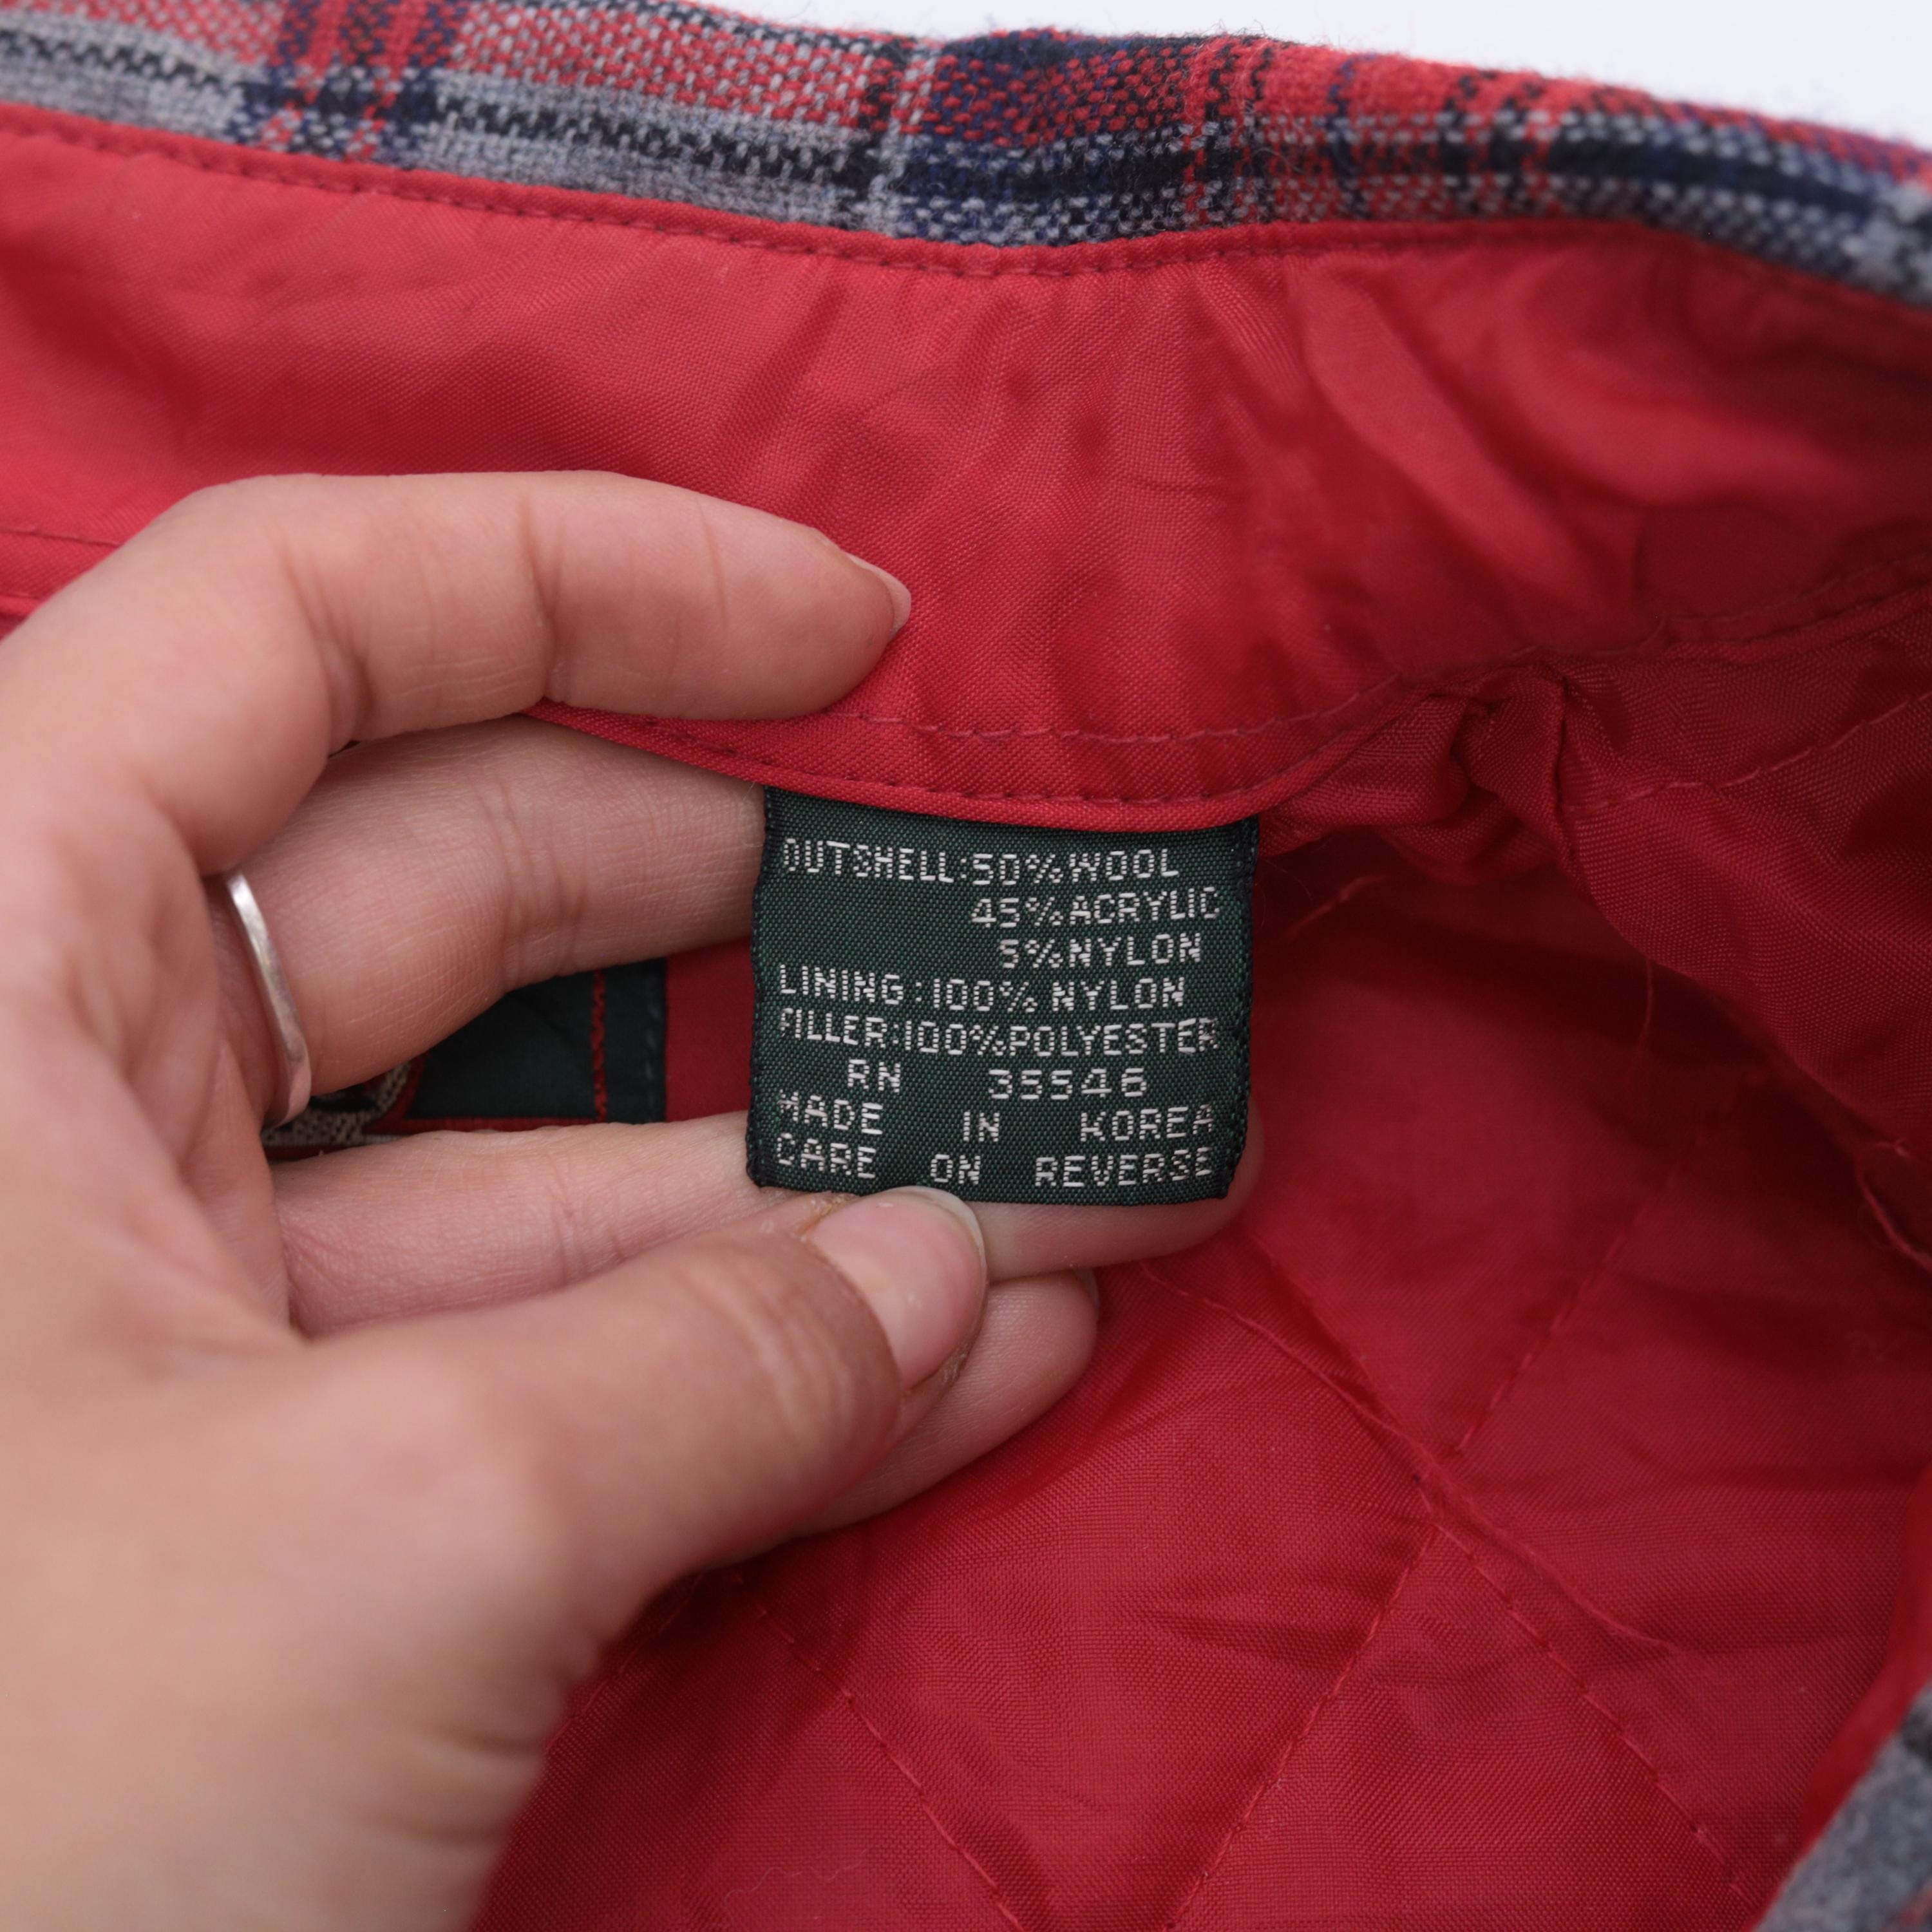 OUTSHELL:50%WOOL
45%ACRYLIC
5%NYLON
LINING:100% NYLON
FILLER:100%POLYESTER
RN 35546
MADE IN KOREA
CARE ON REVERSE